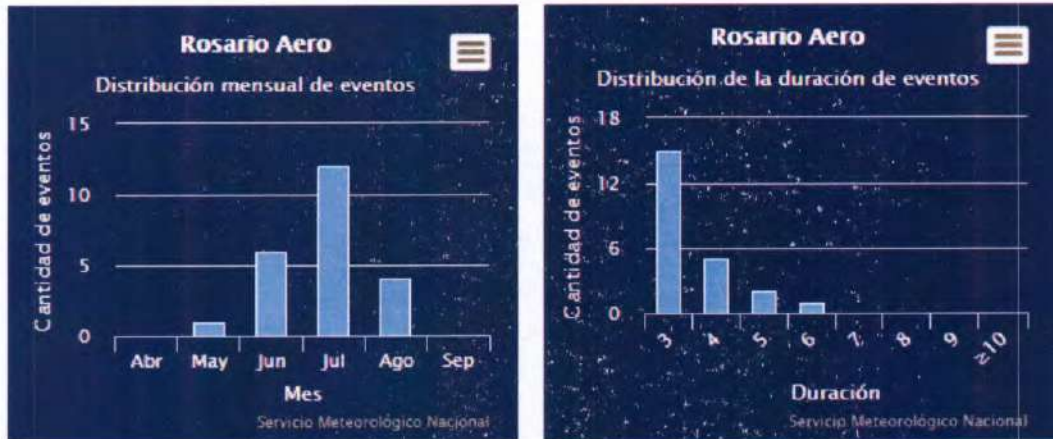 Rosario Aero
Distribución mensual de eventos
Cantidad de eventos
15
10
5
0
Abr May Jun Jul Ago Sep
Mes
Servicio Meteorológico Nacional
Rosario Aero
Distribución de la duración de eventos
Cantidad de eventos
18
12
6
0
3 4 5 6 7 8 9 ≥10
Duración
Servicio Meteorológico Nacional